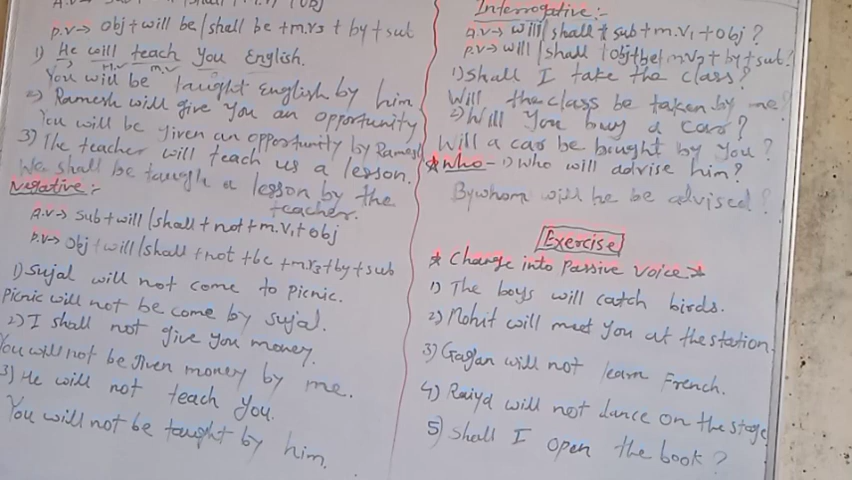 P.V→ Obj+will be/shall be +m.v3 + by + sub
1) He will teach you English.
m.v m.v
You will be taught English by him
2) Ramesh will give you an opportunity
You will be given an opportunity by Ramesh
3) The teacher will teach us a lesson.
We shall be taugh a lesson by the
teacher.
Negative:-
A.V→ sub+will/shall+not+m.v1+obj
P.V→ obj+will/shall+not+be+m.v3+by+sub
1) Sujal will not come to picnic.
Picnic will not be come by sujal.
2) I shall not give you money.
You will not be given money by me.
3) He will not teach you.
You will not be taught by him.
Interrogative:-
A.V→ will/shall + sub+m.v1+obj?
P.V→ will/shall +obj+be+ m.v3+by+sub?
1) Shall I take the class?
Will the class be taken by me?
2) Will you buy a car?
Will a car be bought by you?
* Who - 1) Who will advise him?
By whom will he be advised?
Exercise
* Change into Passive voice→
1) The boys will catch birds.
2) Mohit will meet you at the station.
3) Gagan will not learn French.
4) Raiya will not dance on the stage
5) Shall I open the book?